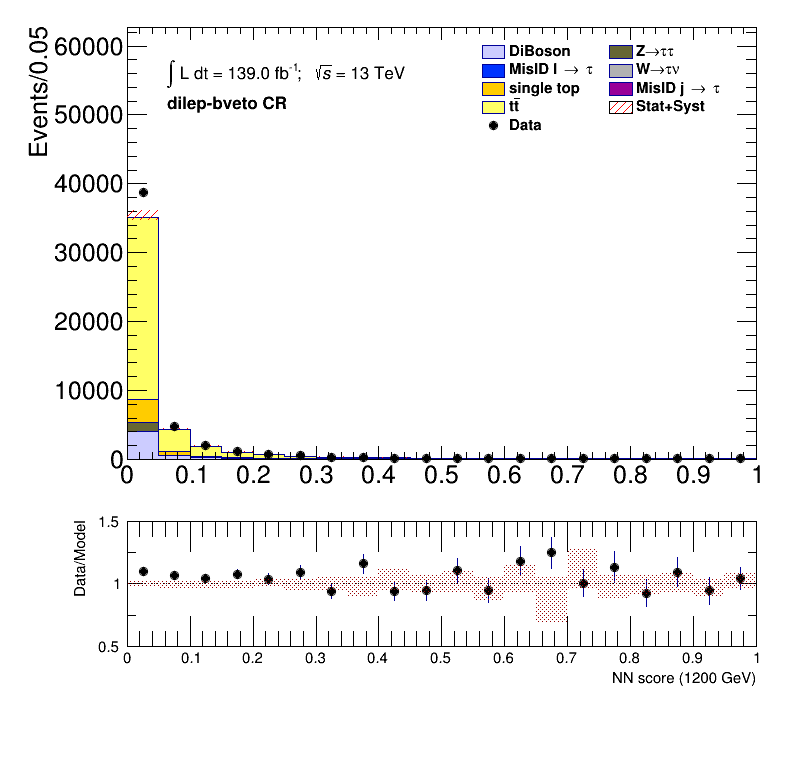 Events/0.05
60000
50000
40000
30000
20000
10000
0
∫ L dt = 139.0 fb⁻¹; √s = 13 TeV
dilep-bveto CR
DiBoson
MisID l → τ
single top
tt̄
Data
Z→ττ
W→τν
MisID j → τ
Stat+Syst
0 0.1 0.2 0.3 0.4 0.5 0.6 0.7 0.8 0.9 1
Data/Model
1.5
1
0.5
0 0.1 0.2 0.3 0.4 0.5 0.6 0.7 0.8 0.9 1
NN score (1200 GeV)